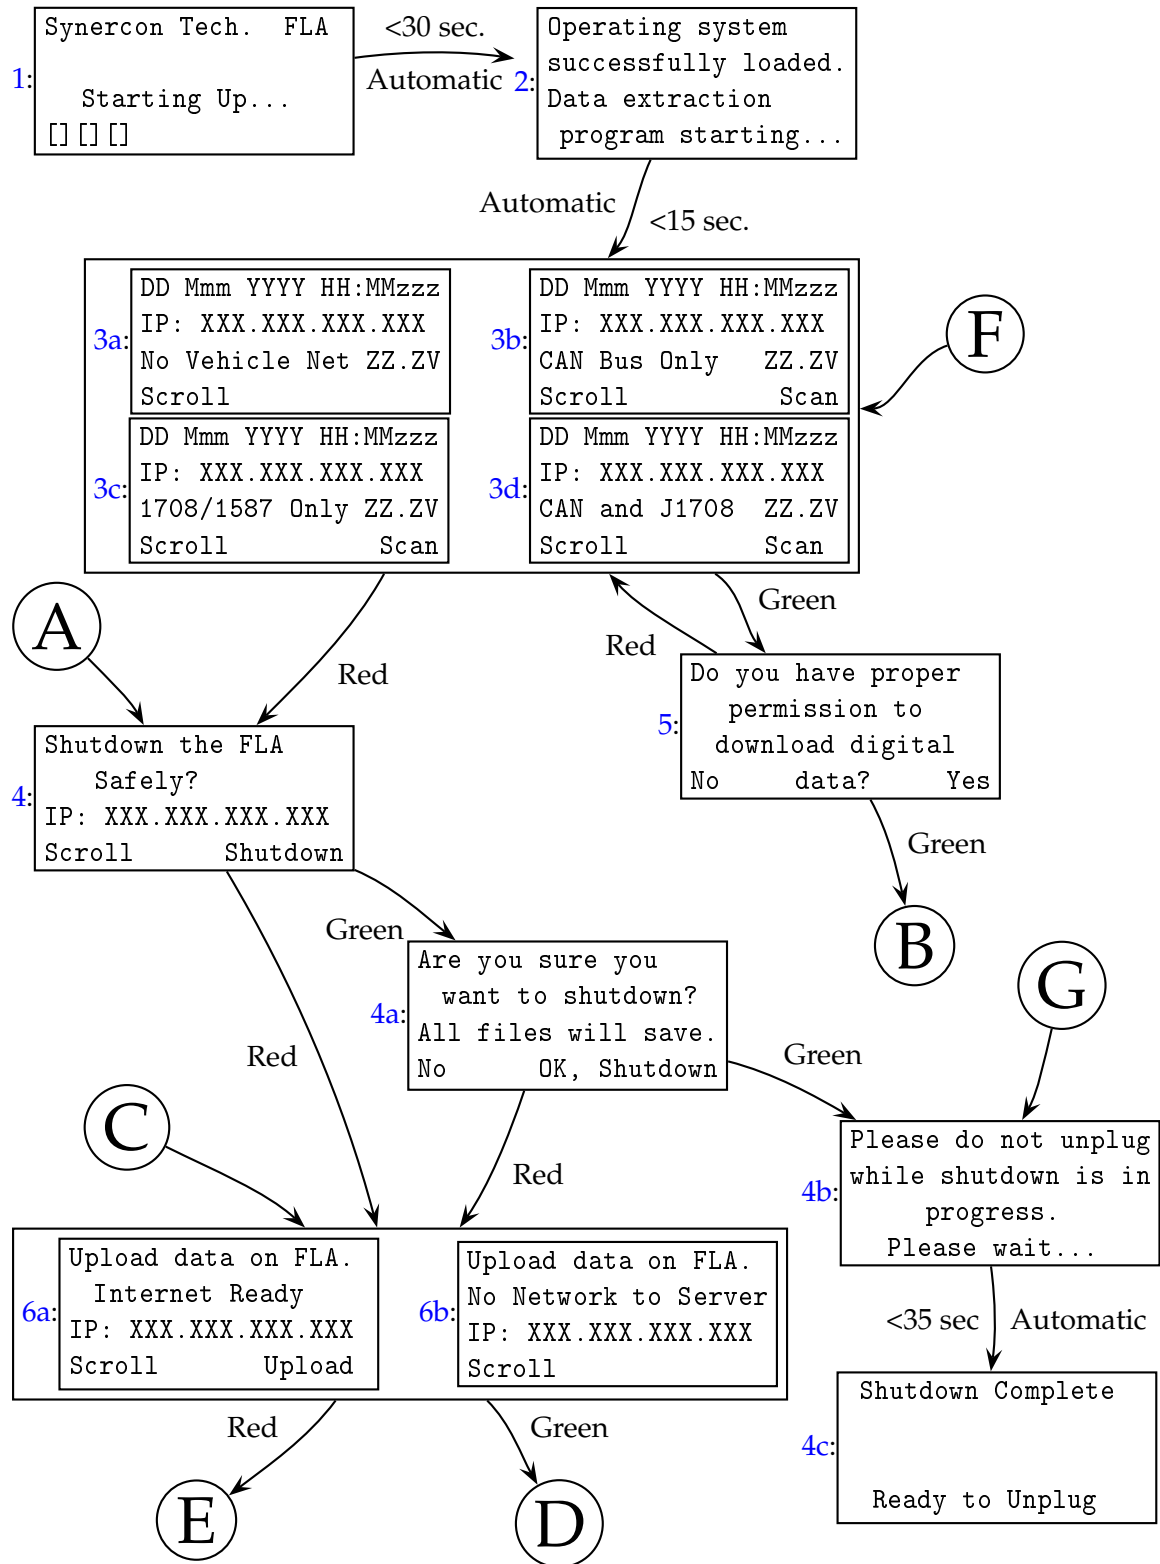 Synercon Tech.  FLA
1:
Starting Up...
[][][]
<30 sec.
Automatic
Operating system
2:
successfully loaded.
Data extraction
program starting...
Automatic
<15 sec.
3a:
DD Mmm YYYY HH:MMzzz
IP: XXX.XXX.XXX.XXX
No Vehicle Net ZZ.ZV
Scroll
3b:
DD Mmm YYYY HH:MMzzz
IP: XXX.XXX.XXX.XXX
CAN Bus Only   ZZ.ZV
Scroll          Scan
F
3c:
DD Mmm YYYY HH:MMzzz
IP: XXX.XXX.XXX.XXX
1708/1587 Only ZZ.ZV
Scroll          Scan
3d:
DD Mmm YYYY HH:MMzzz
IP: XXX.XXX.XXX.XXX
CAN and J1708  ZZ.ZV
Scroll         Scan
A
Red
Red
Green
4:
Shutdown the FLA
Safely?
IP: XXX.XXX.XXX.XXX
Scroll      Shutdown
5:
Do you have proper
permission to
download digital
No     data?     Yes
Green
B
Red
Green
4a:
Are you sure you
want to shutdown?
All files will save.
No      OK, Shutdown
G
Green
C
Red
4b:
Please do not unplug
while shutdown is in
progress.
Please wait...
6a:
Upload data on FLA.
Internet Ready
IP: XXX.XXX.XXX.XXX
Scroll       Upload
6b:
Upload data on FLA.
No Network to Server
IP: XXX.XXX.XXX.XXX
Scroll
<35 sec
Automatic
Red
Green
4c:
Shutdown Complete
Ready to Unplug
E
D